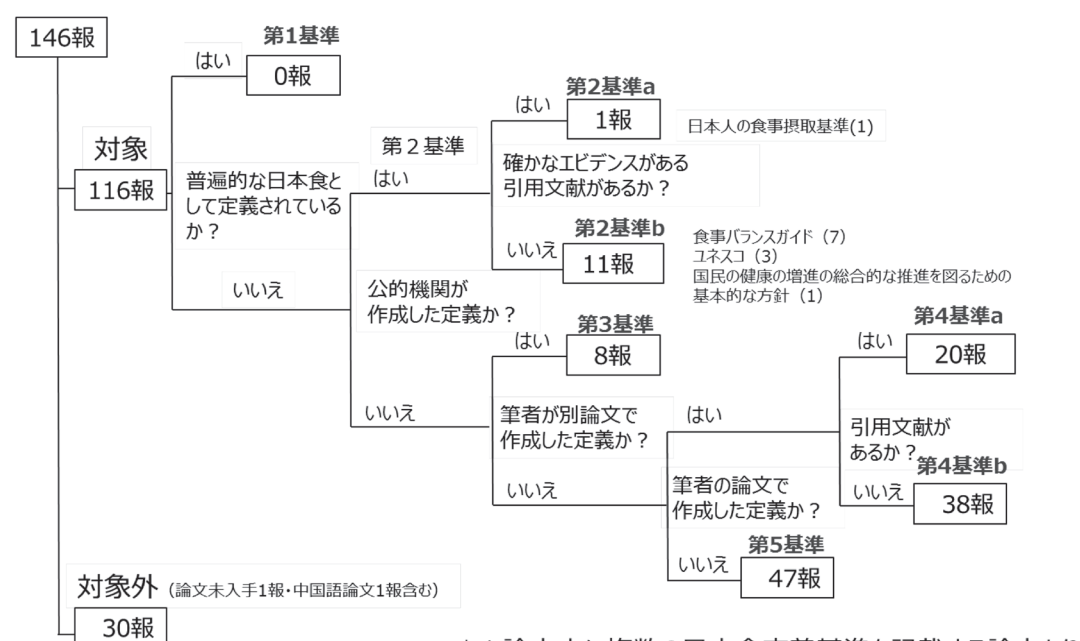 146報
第1基準
はい
0報
対象
116報
普遍的な日本食と
して定義されている
か？
いいえ
第２基準
はい
第2基準a
はい
1報
日本人の食事摂取基準(1)
確かなエビデンスがある
引用文献があるか？
第2基準b
いいえ
11報
食事バランスガイド（7）
ユネスコ（3）
国民の健康の増進の総合的な推進を図るための
基本的な方針（1）
公的機関が
作成した定義か？
いいえ
第3基準
はい
8報
筆者が別論文で
作成した定義か？
いいえ
はい
第4基準a
はい
20報
引用文献が
あるか？
第4基準b
いいえ
38報
筆者の論文で
作成した定義か？
第5基準
いいえ
47報
対象外（論文未入手1報・中国語論文1報含む）
30報